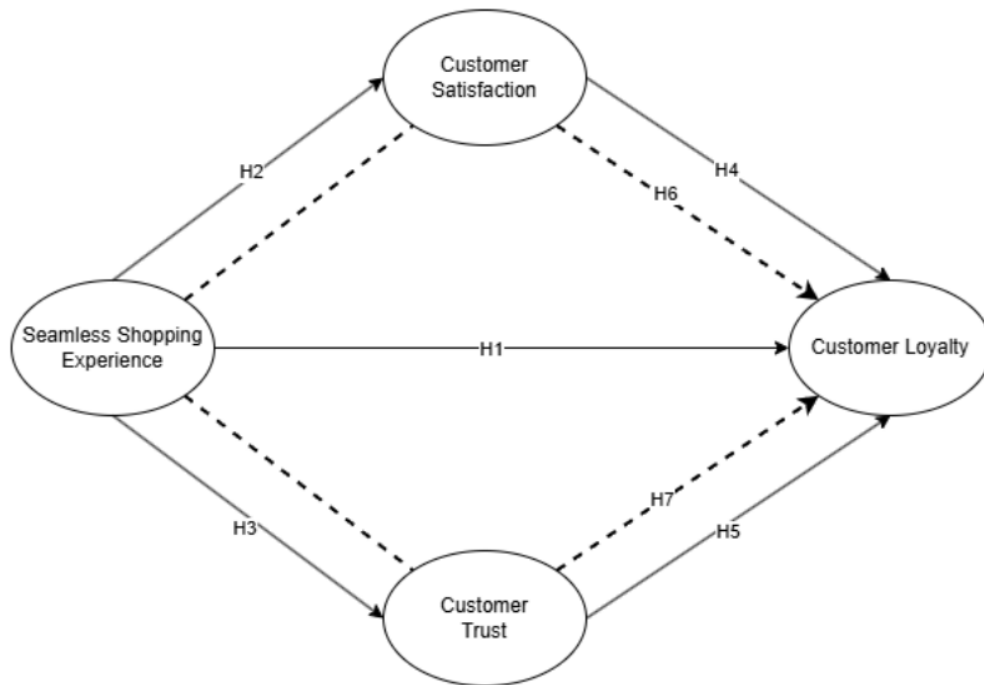 Customer
Satisfaction
H2
H4
H6
Seamless Shopping
Experience
H1
Customer Loyalty
H7
H3
H5
Customer
Trust